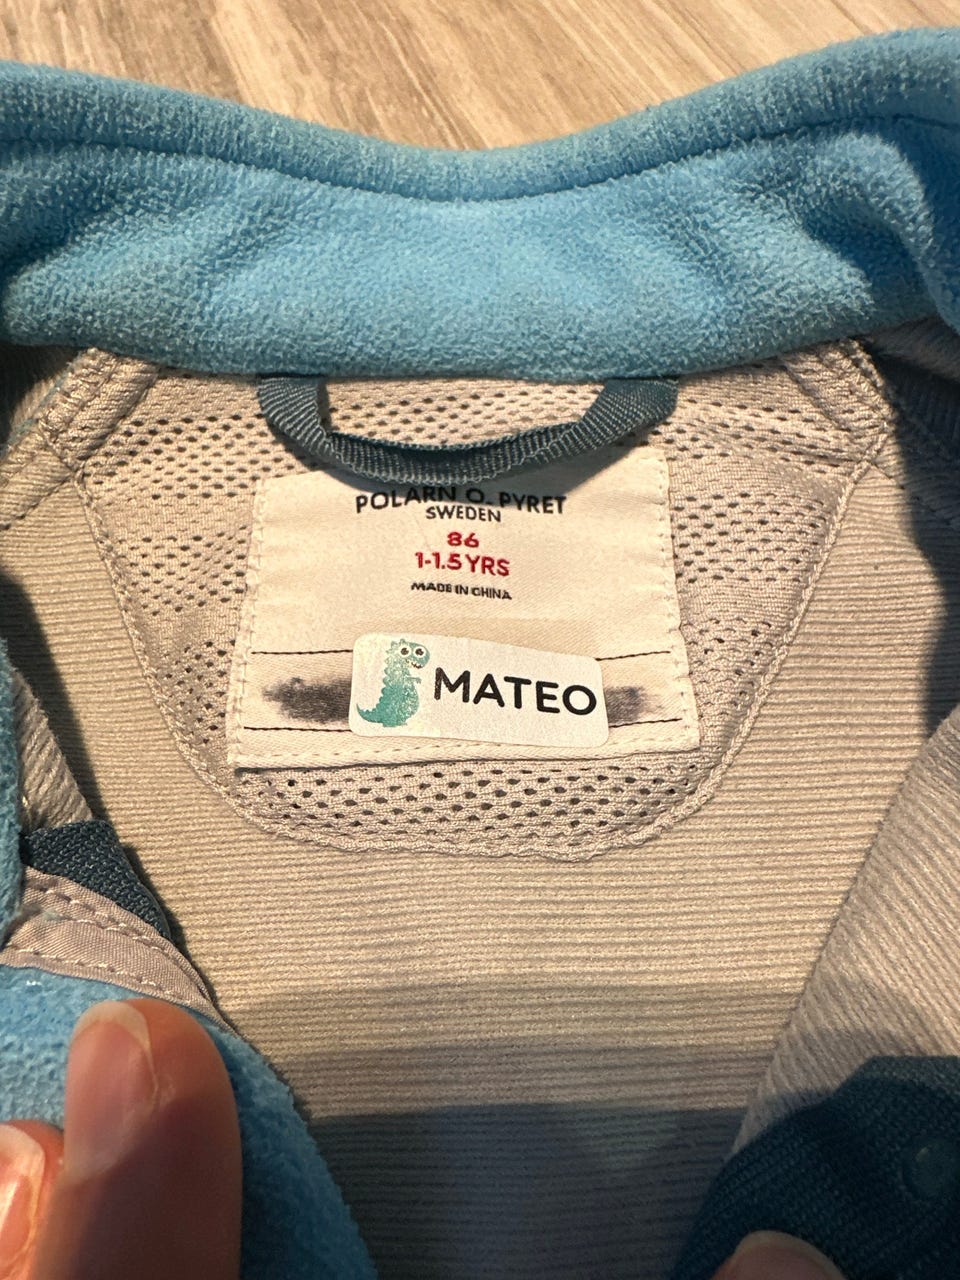 POLARN O. PYRET
SWEDEN
86
1-1.5 YRS
MADE IN CHINA
MATEO